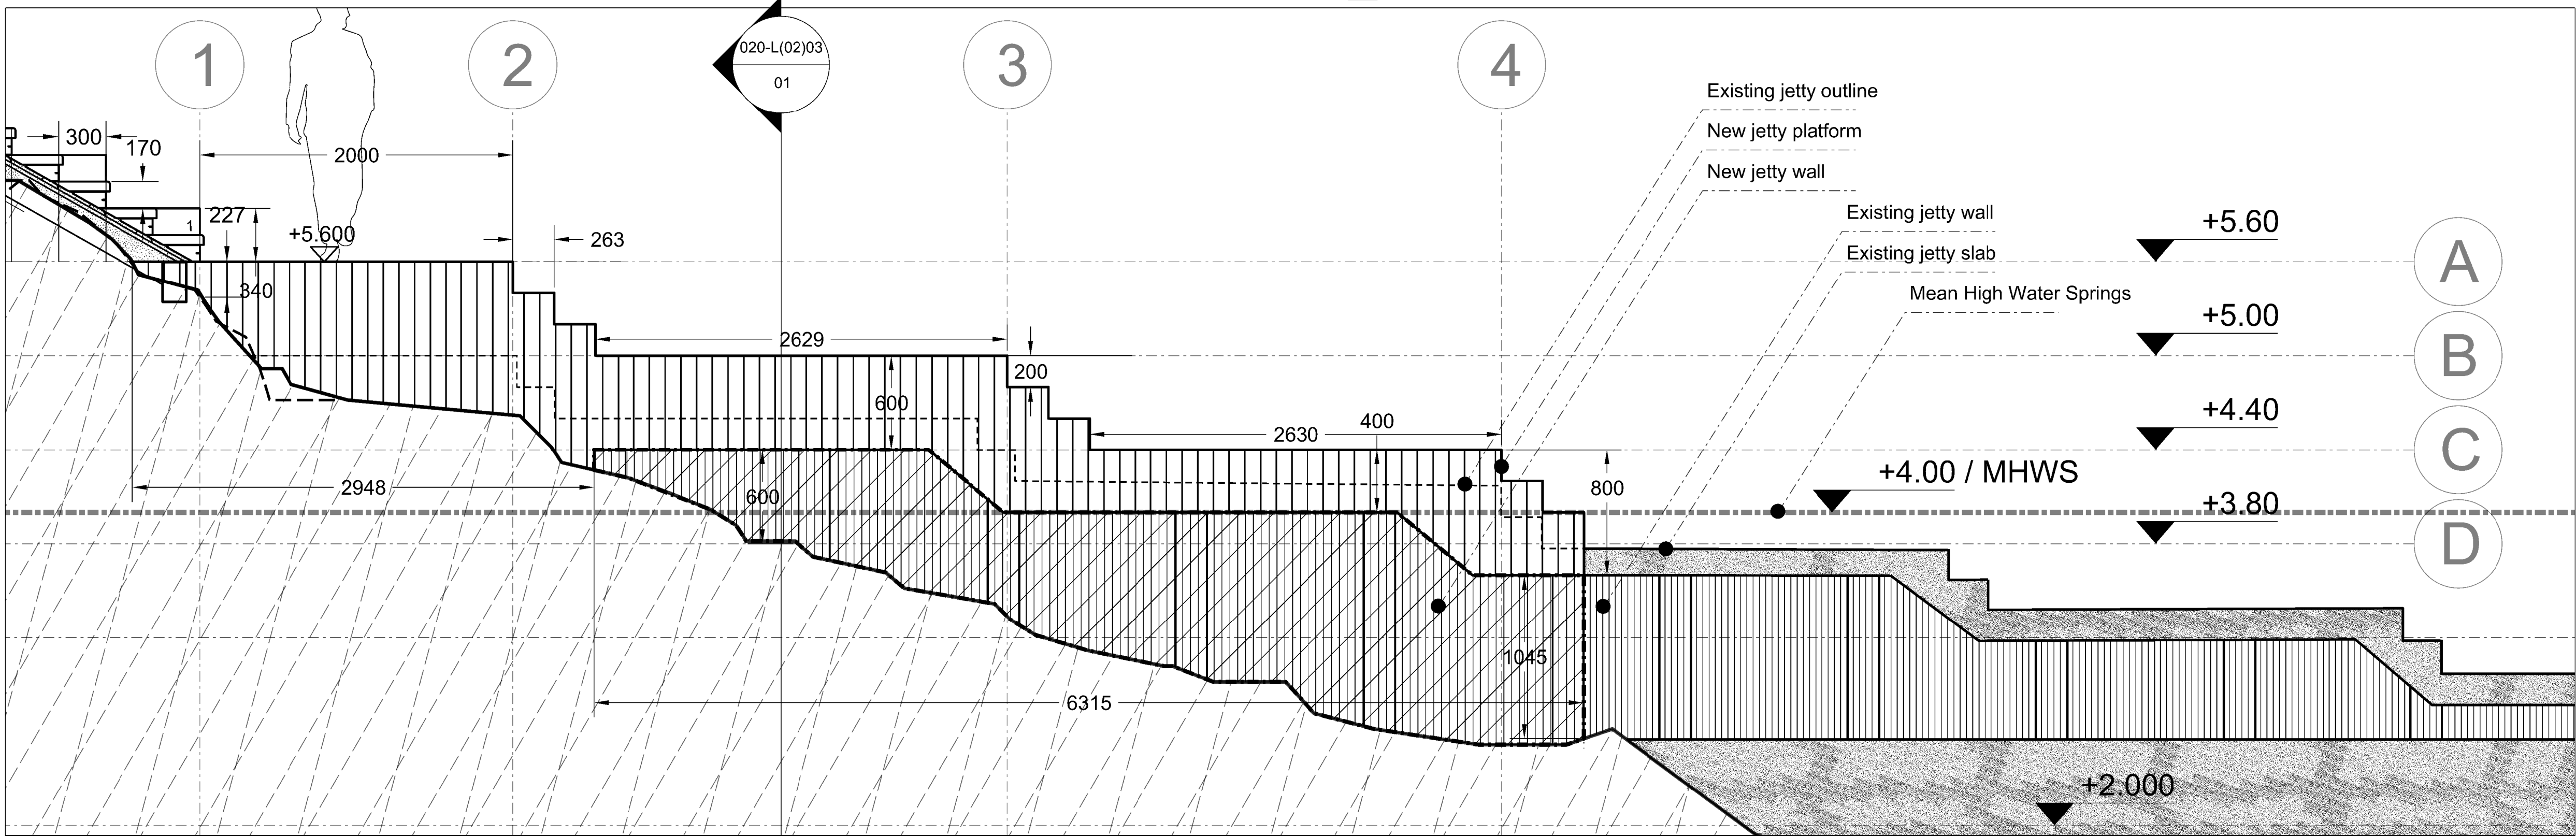 1
2
020-L(02)03
01
3
4
Existing jetty outline
New jetty platform
New jetty wall
Existing jetty wall
Existing jetty slab
Mean High Water Springs
300
170
2000
227
1
+5.600
263
340
+5.60
A
+5.00
B
2629
200
600
+4.40
C
400
2630
+4.00 / MHWS
800
2948
600
+3.80
D
1045
6315
+2.000